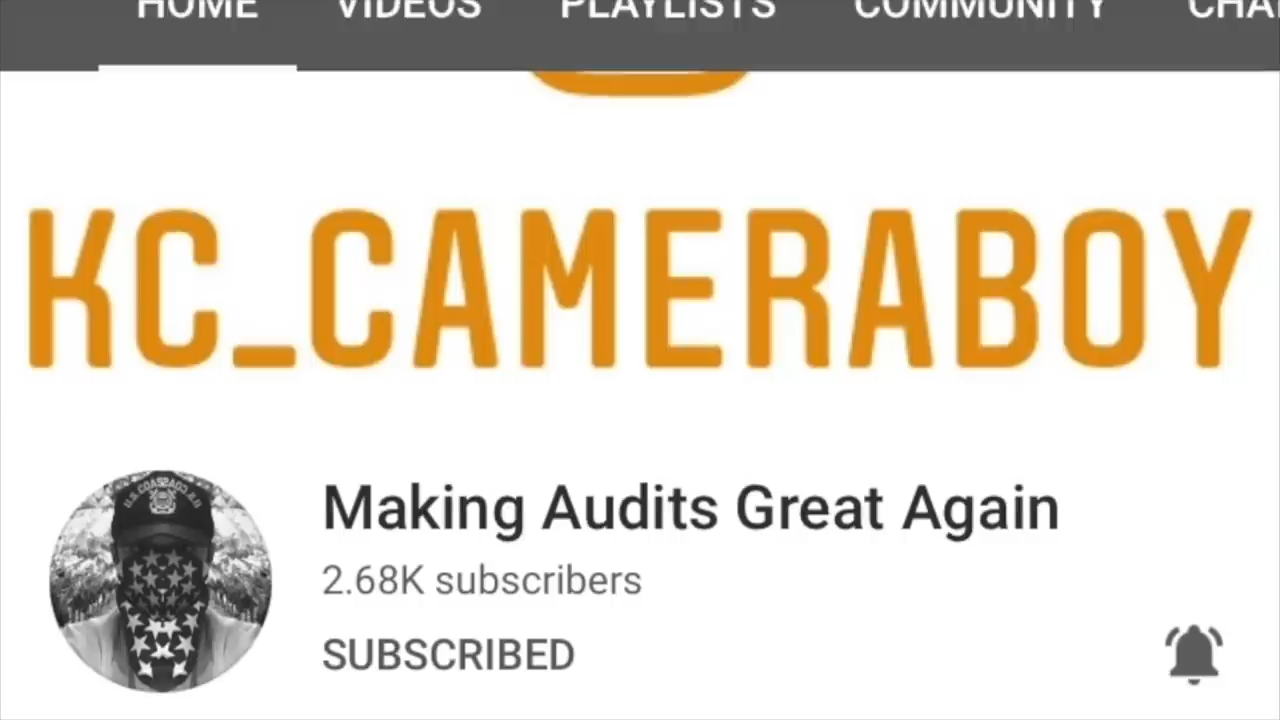 HOME VIDEOS PLAYLISTS COMMUNITY
KC_CAMERABOY
Making Audits Great Again
2.68K subscribers
SUBSCRIBED